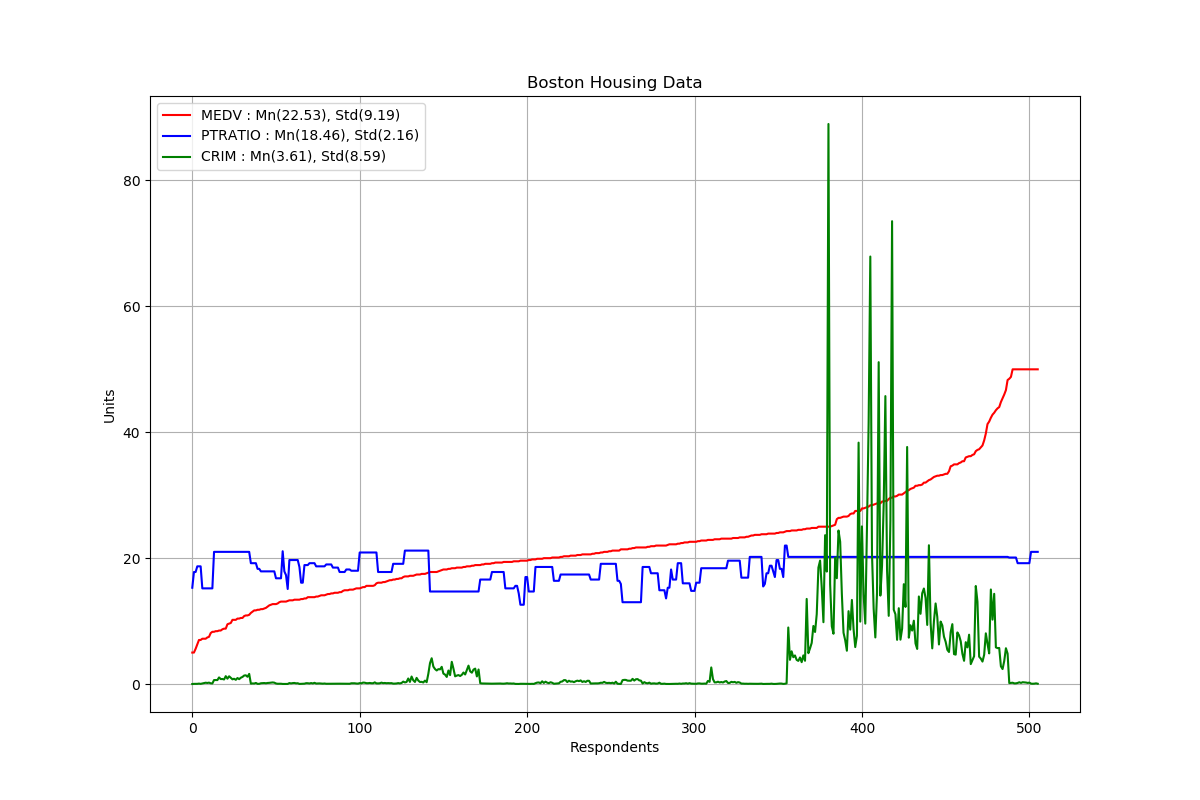 Boston Housing Data
MEDV : Mn(22.53), Std(9.19)
PTRATIO : Mn(18.46), Std(2.16)
CRIM : Mn(3.61), Std(8.59)
80
60
40
20
0
Units
0 100 200 300 400 500
Respondents